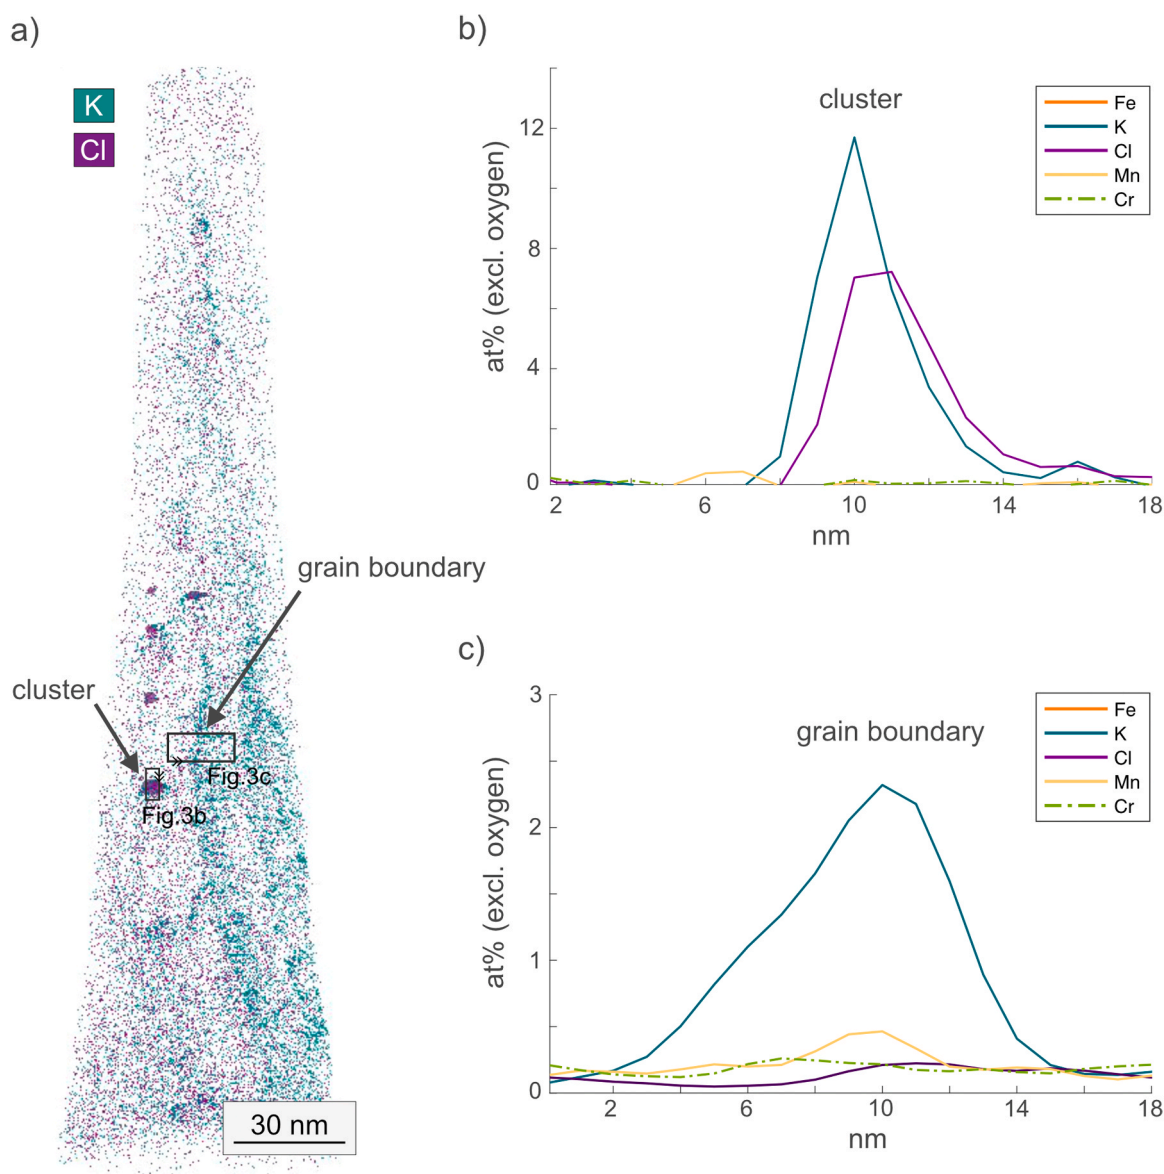 a)
K
Cl
grain boundary
cluster
Fig.3c
Fig.3b
30 nm
b)
cluster
at% (excl. oxygen)
12
8
4
0
2 6 10 14 18
nm
Fe
K
Cl
Mn
Cr
c)
grain boundary
at% (excl. oxygen)
3
2
1
0
2 6 10 14 18
nm
Fe
K
Cl
Mn
Cr